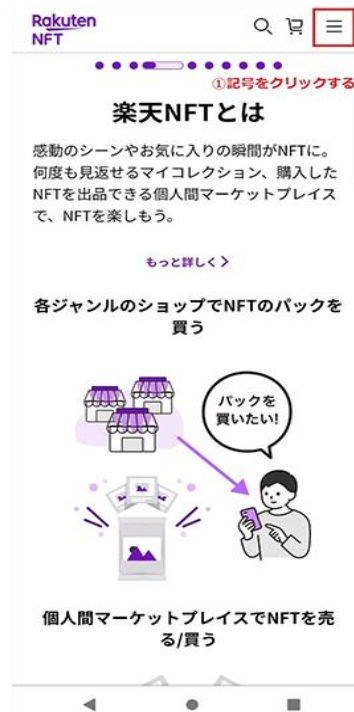 Rakuten
NFT
①記号をクリックする
楽天NFTとは
感動のシーンやお気に入りの瞬間がNFTに。
何度も見返せるマイコレクション、購入した
NFTを出品できる個人間マーケットプレイス
で、NFTを楽しもう。
もっと詳しく
各ジャンルのショップでNFTのパックを
買う
パックを
買いたい!
個人間マーケットプレイスでNFTを売
る/買う